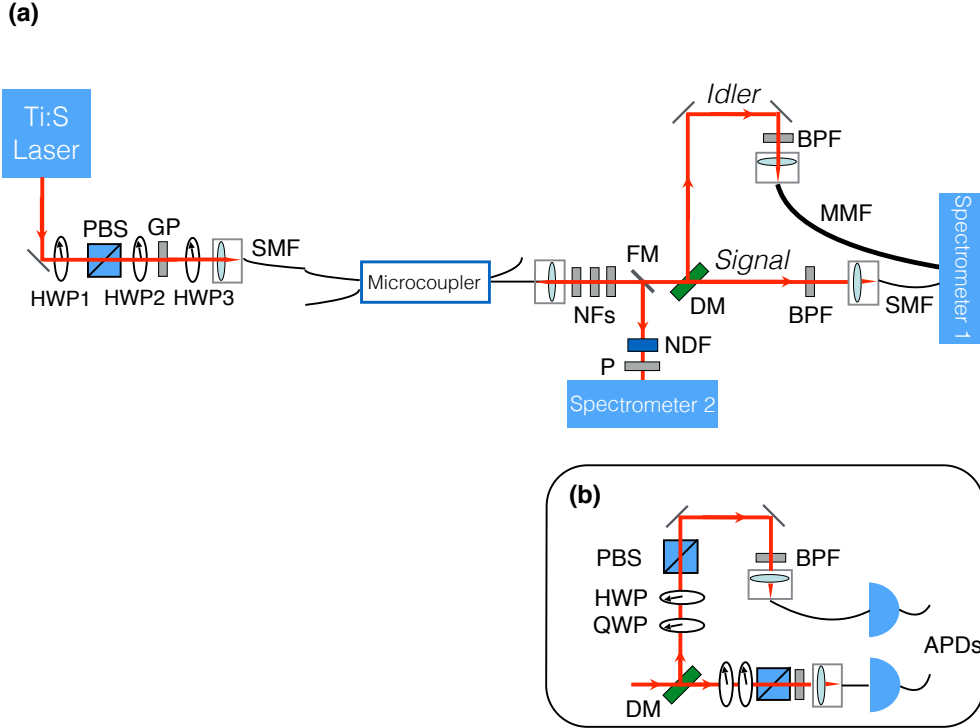 (a)
Ti:S
Laser
Idler
BPF
MMF
Spectrometer 1
PBS
GP
SMF
HWP1
HWP2
HWP3
Microcoupler
NFs
FM
Signal
DM
BPF
SMF
NDF
P
Spectrometer 2
(b)
PBS
BPF
HWP
QWP
APDs
DM